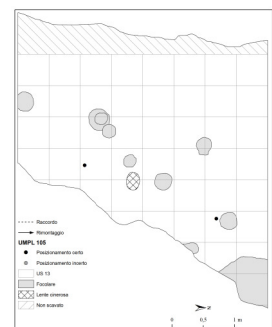 Raccordo
Rimontaggio
UMPL 105
Posizionamento certo
Posizionamento incerto
US 13
Focolare
Lente cinerosa
Non scavato
z
0 0,5 1 m